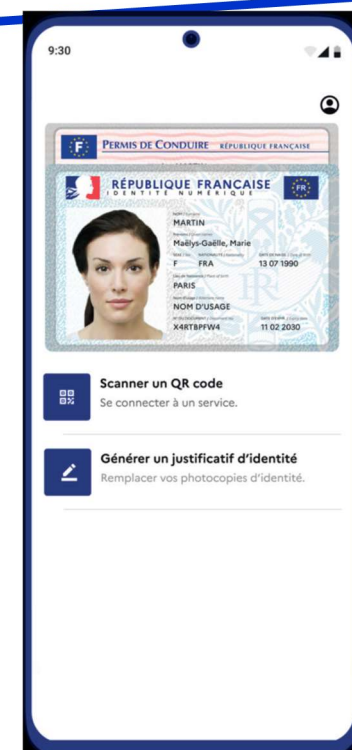 9:30
F
PERMIS DE CONDUIRE RÉPUBLIQUE FRANÇAISE
RÉPUBLIQUE FRANÇAISE
IDENTITÉ NUMÉRIQUE
FR
MARTIN
Maëlys-Gaëlle, Marie
F FRA 13 07 1990
PARIS
NOM D'USAGE
X4RTBPFW4 11 02 2030
Scanner un QR code
Se connecter à un service.
Générer un justificatif d'identité
Remplacer vos photocopies d'identité.